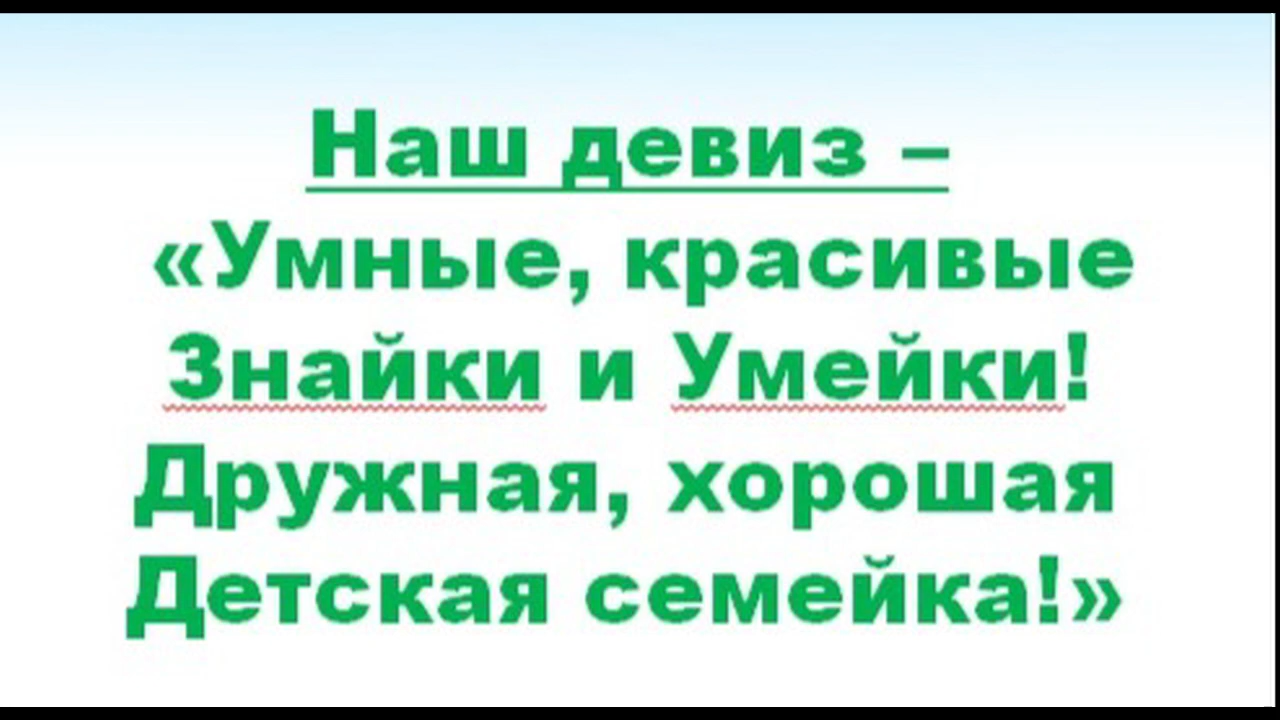 Наш девиз –
«Умные, красивые
Знайки и Умейки!
Дружная, хорошая
Детская семейка!»